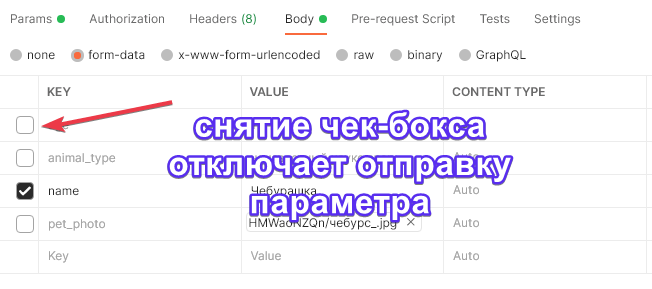 Params Authorization Headers (8) Body Pre-request Script Tests Settings
none form-data x-www-form-urlencoded raw binary GraphQL
KEY VALUE CONTENT TYPE
снятие чек-бокса
animal_type Auto
отключает отправку
name Чебурашка Auto
параметра
pet_photo HMWaoNZQn/чебурс_.jpg × Auto
Key Value Auto